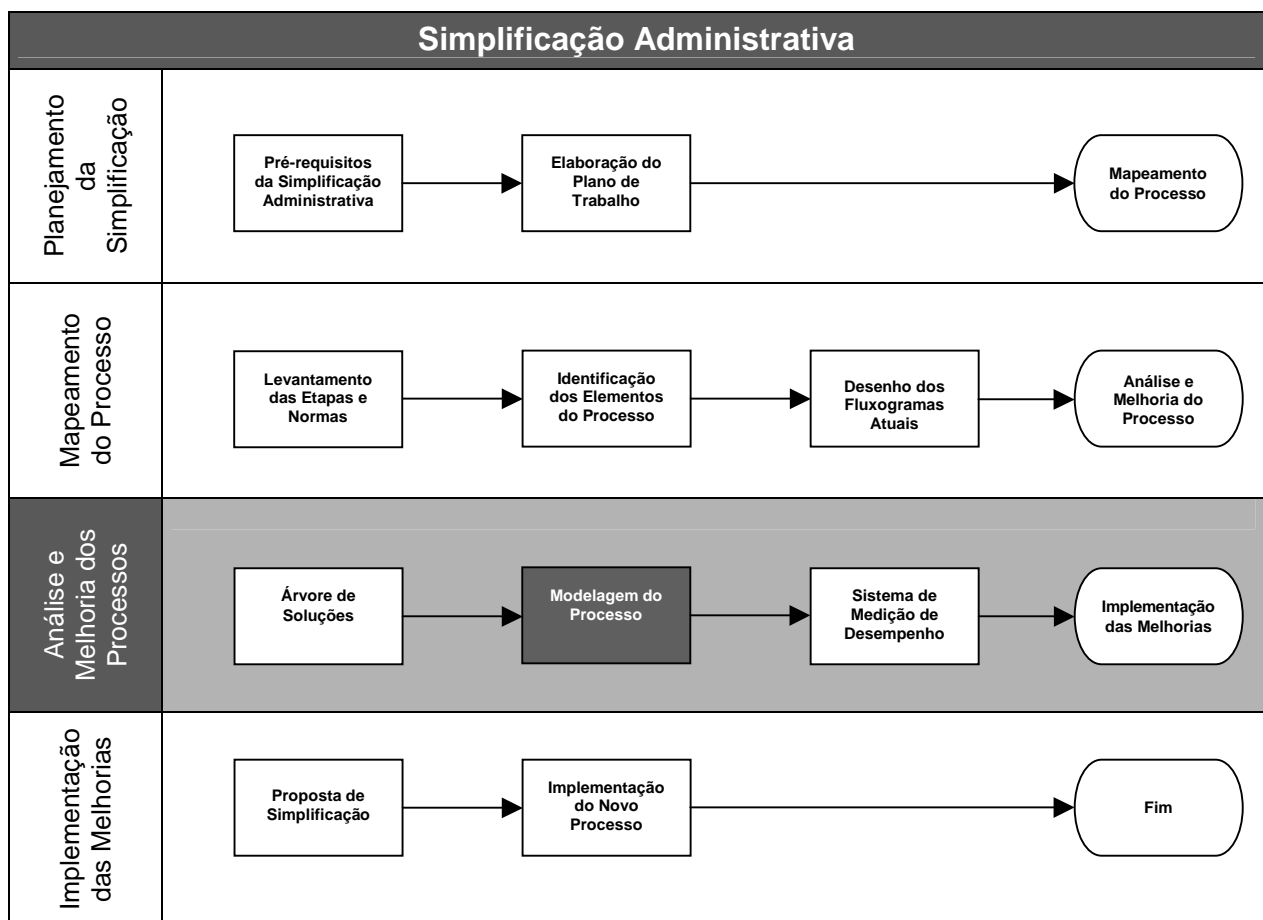 Simplificação Administrativa
Planejamento
da
Simplificação
Pré-requisitos
da Simplificação
Administrativa
Elaboração do
Plano de
Trabalho
Mapeamento
do Processo
Mapeamento
do Processo
Levantamento
das Etapas e
Normas
Identificação
dos Elementos
do Processo
Desenho dos
Fluxogramas
Atuais
Análise e
Melhoria do
Processo
Análise e
Melhoria dos
Processos
Árvore de
Soluções
Modelagem do
Processo
Sistema de
Medição de
Desempenho
Implementação
das Melhorias
Implementação
das Melhorias
Proposta de
Simplificação
Implementação
do Novo
Processo
Fim